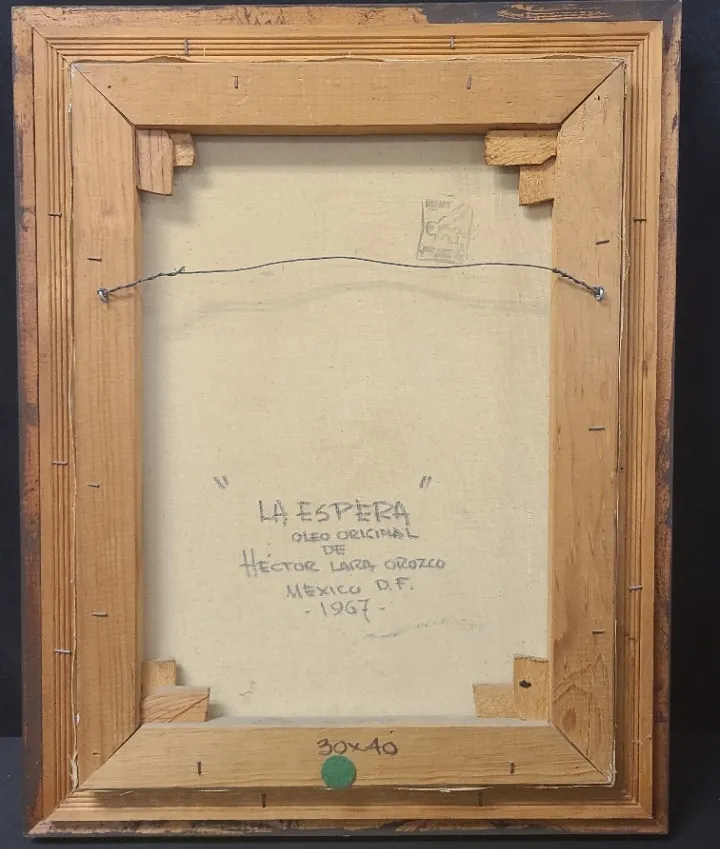 " "
LA ESPERA
OLEO ORIGINAL
DE
HÉCTOR LARA OROZCO
MEXICO D.F.
- 1967 -
30x40